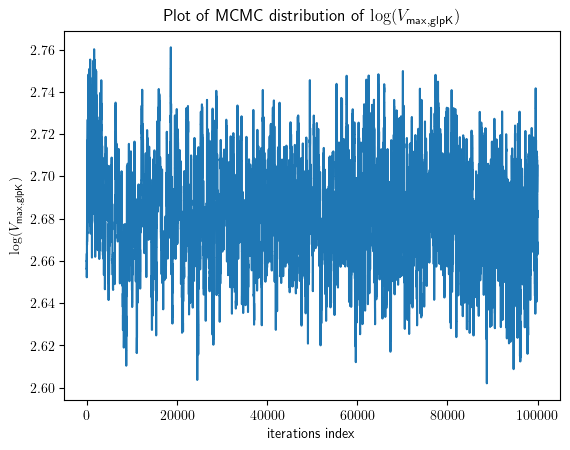 Plot of MCMC distribution of log(V_max,glpK)
log(V_max,glpK)
2.76
2.74
2.72
2.70
2.68
2.66
2.64
2.62
2.60
0 20000 40000 60000 80000 100000
iterations index